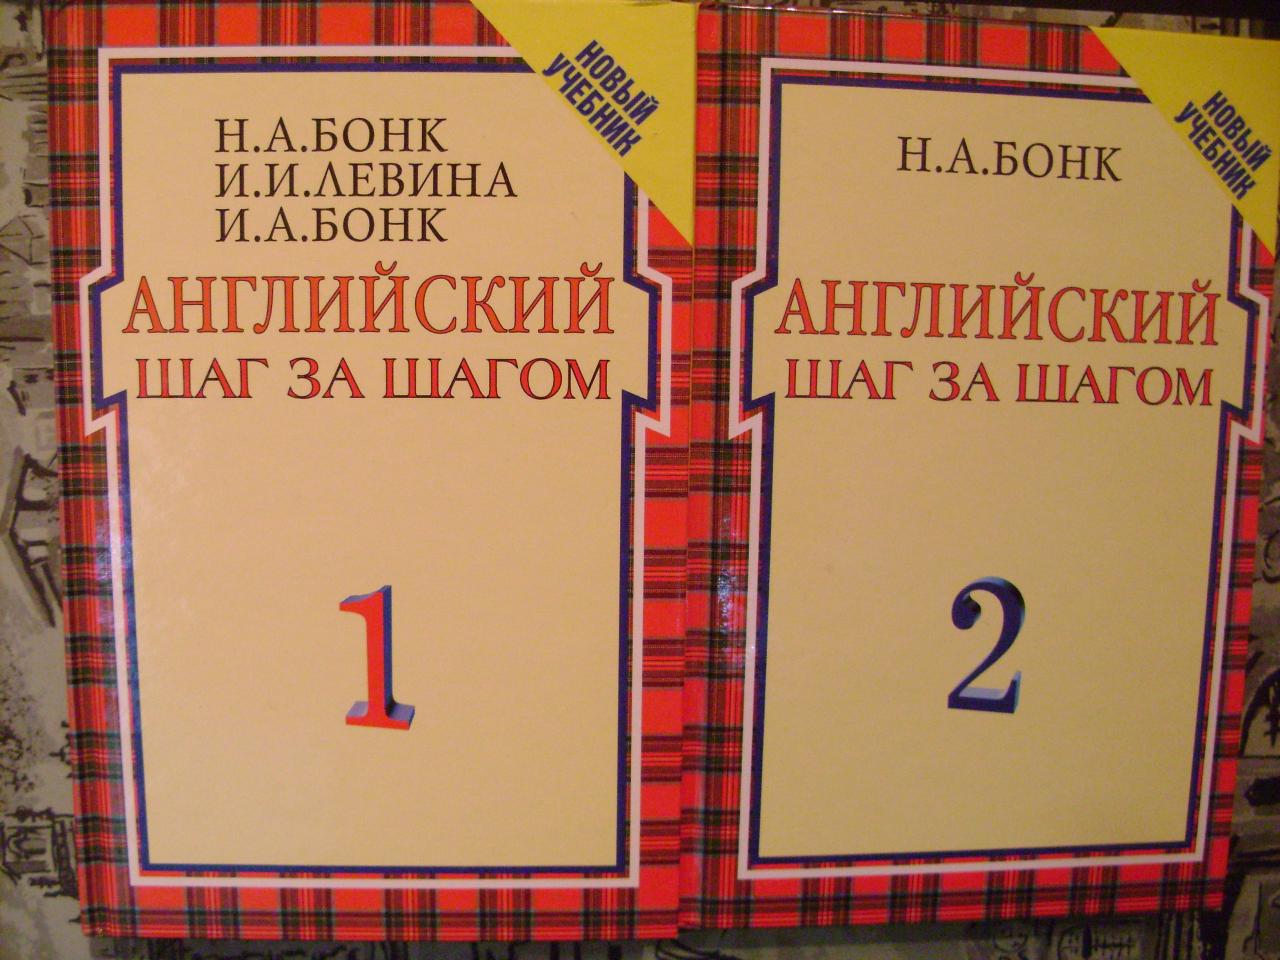 НОВЫЙ
УЧЕБНИК
Н.А.БОНК
И.И.ЛЕВИНА
И.А.БОНК
АНГЛИЙСКИЙ
ШАГ ЗА ШАГОМ
1
НОВЫЙ
УЧЕБНИК
Н.А.БОНК
АНГЛИЙСКИЙ
ШАГ ЗА ШАГОМ
2